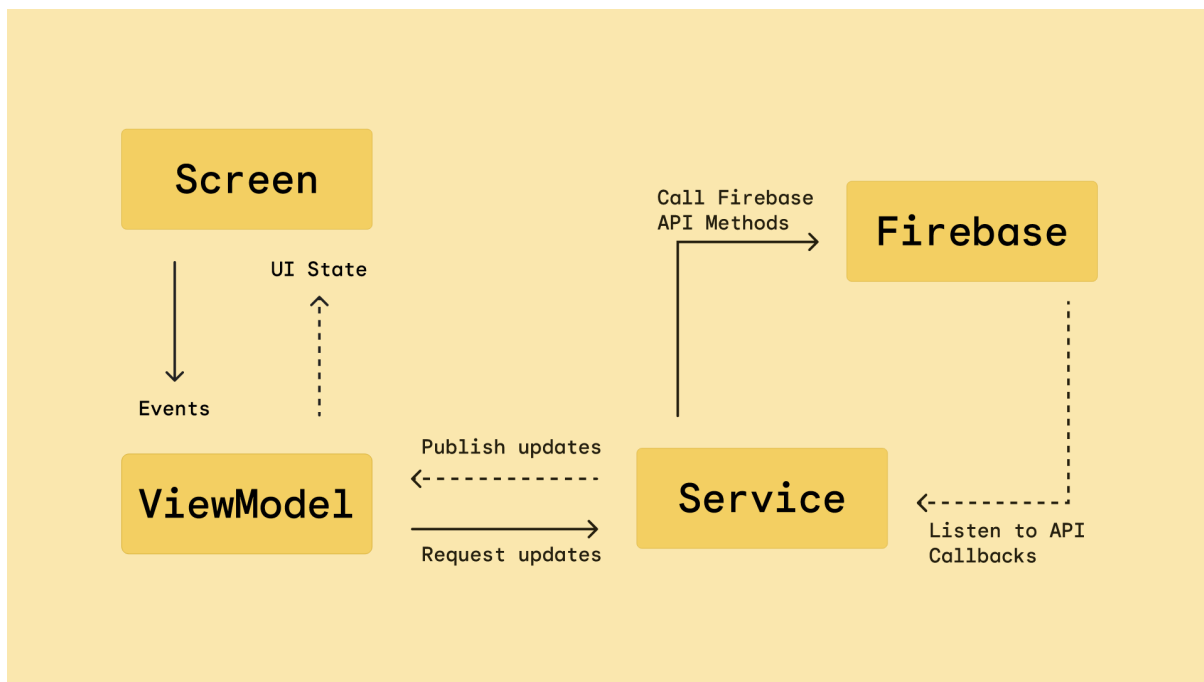 Screen
UI State
Events
ViewModel
Publish updates
Request updates
Service
Call Firebase
API Methods
Firebase
Listen to API
Callbacks